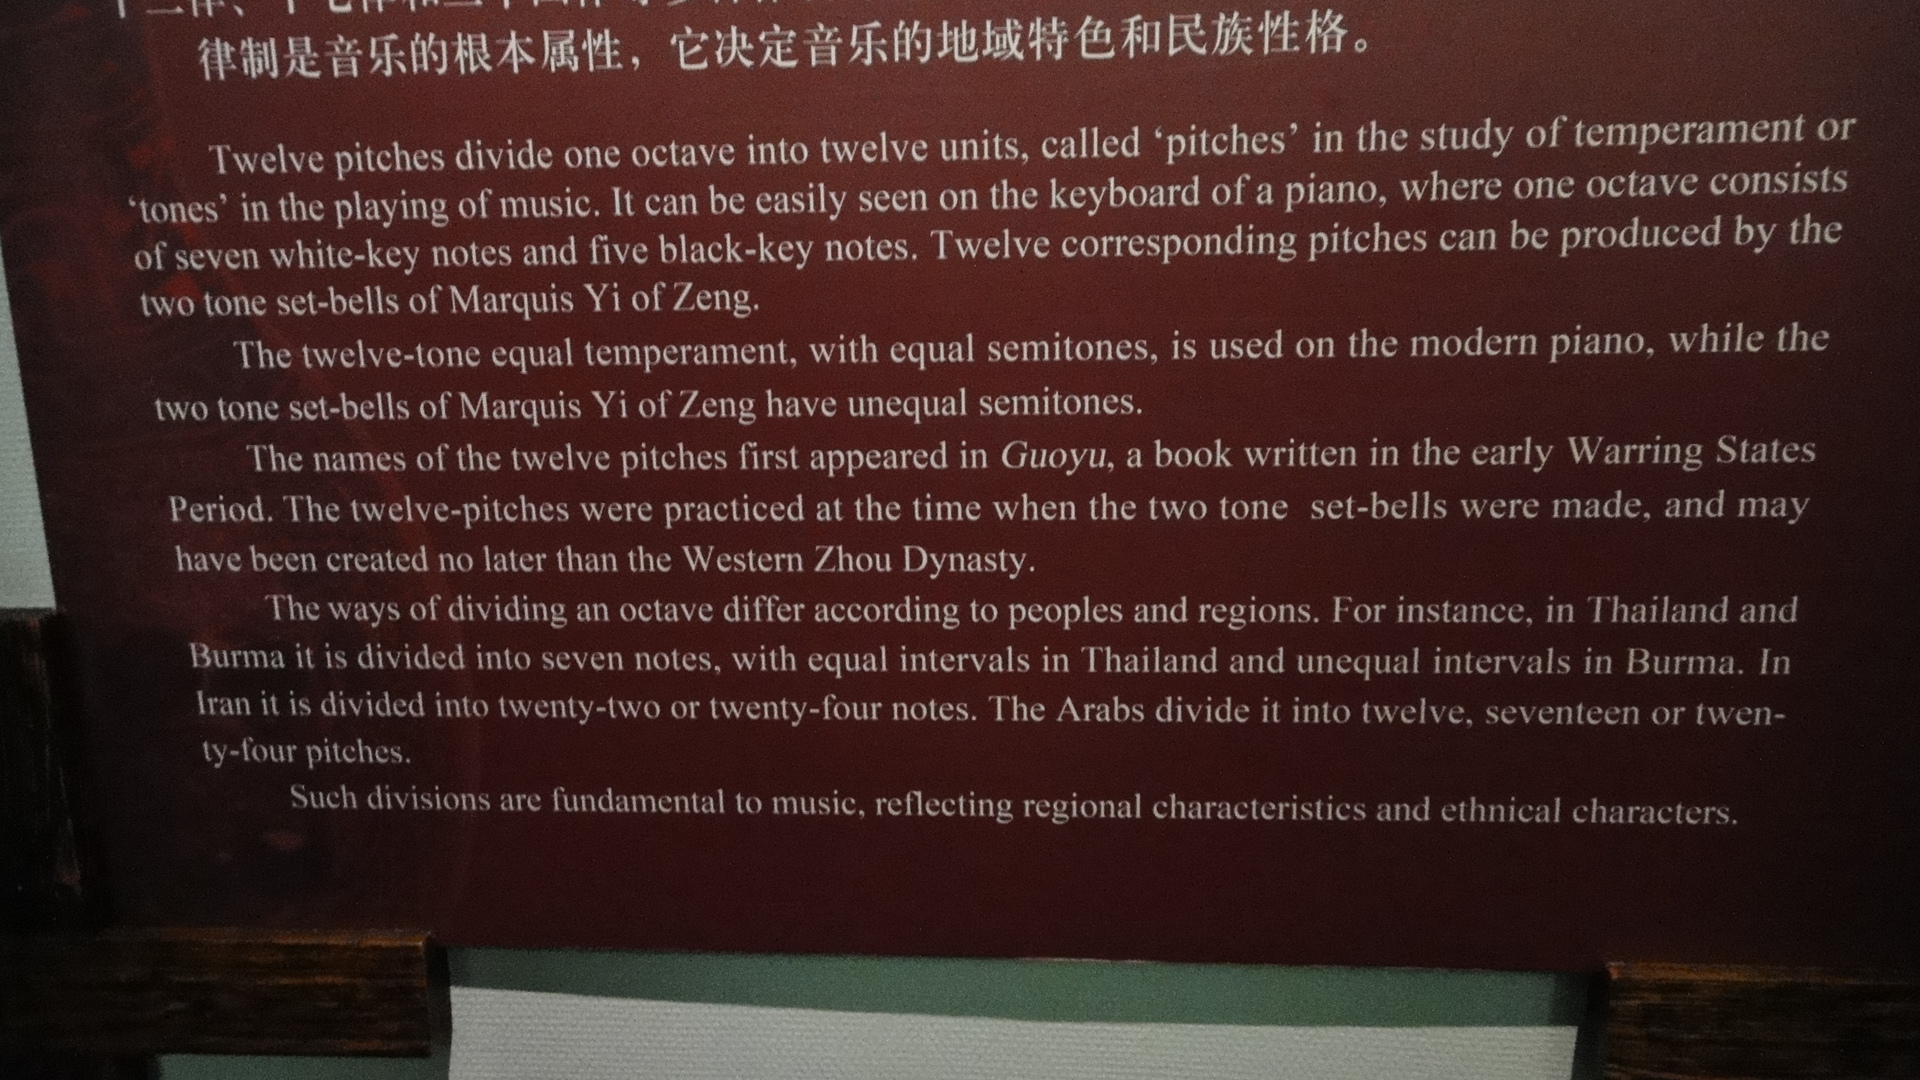 律制是音乐的根本属性，它决定音乐的地域特色和民族性格。
Twelve pitches divide one octave into twelve units, called ‘pitches’ in the study of temperament or
‘tones’ in the playing of music. It can be easily seen on the keyboard of a piano, where one octave consists
of seven white-key notes and five black-key notes. Twelve corresponding pitches can be produced by the
two tone set-bells of Marquis Yi of Zeng.
The twelve-tone equal temperament, with equal semitones, is used on the modern piano, while the
two tone set-bells of Marquis Yi of Zeng have unequal semitones.
The names of the twelve pitches first appeared in Guoyu, a book written in the early Warring States
Period. The twelve-pitches were practiced at the time when the two tone set-bells were made, and may
have been created no later than the Western Zhou Dynasty.
The ways of dividing an octave differ according to peoples and regions. For instance, in Thailand and
Burma it is divided into seven notes, with equal intervals in Thailand and unequal intervals in Burma. In
Iran it is divided into twenty-two or twenty-four notes. The Arabs divide it into twelve, seventeen or twen-
ty-four pitches.
Such divisions are fundamental to music, reflecting regional characteristics and ethnical characters.